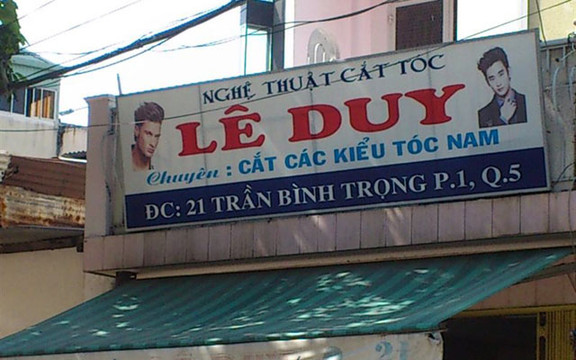 NGHỆ THUẬT CẮT TÓC
LÊ DUY
Chuyên : CẮT CÁC KIỂU TÓC NAM
ĐC: 21 TRẦN BÌNH TRỌNG P.1, Q.5